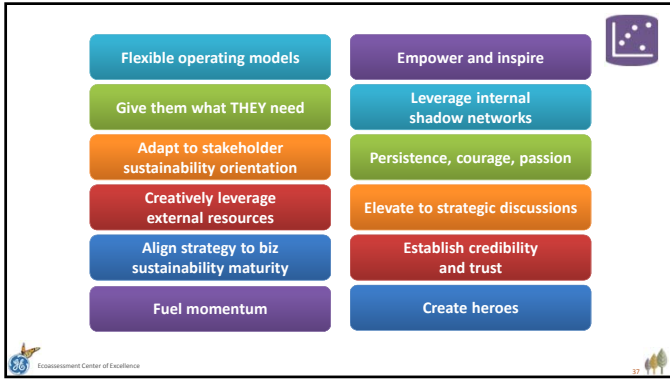 Flexible operating models
Give them what THEY need
Adapt to stakeholder
sustainability orientation
Creatively leverage
external resources
Align strategy to biz
sustainability maturity
Fuel momentum
Empower and inspire
Leverage internal
shadow networks
Persistence, courage, passion
Elevate to strategic discussions
Establish credibility
and trust
Create heroes
Ecoassessment Center of Excellence
37